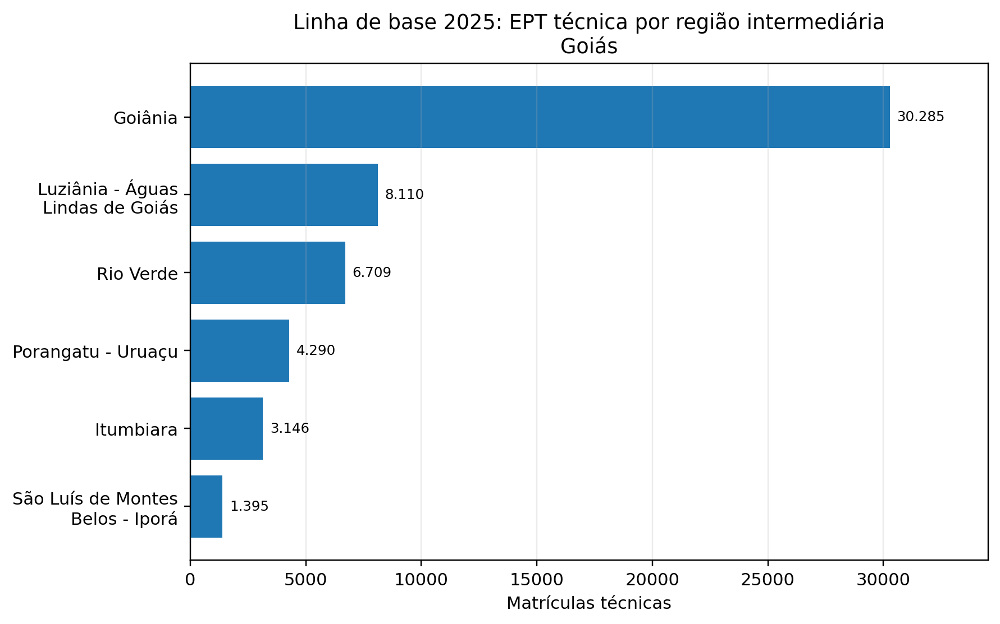 Linha de base 2025: EPT técnica por região intermediária
Goiás
Goiânia
30.285
Luziânia - Águas
Lindas de Goiás
8.110
Rio Verde
6.709
Porangatu - Uruaçu
4.290
Itumbiara
3.146
São Luís de Montes
Belos - Iporá
1.395
0 5000 10000 15000 20000 25000 30000
Matrículas técnicas